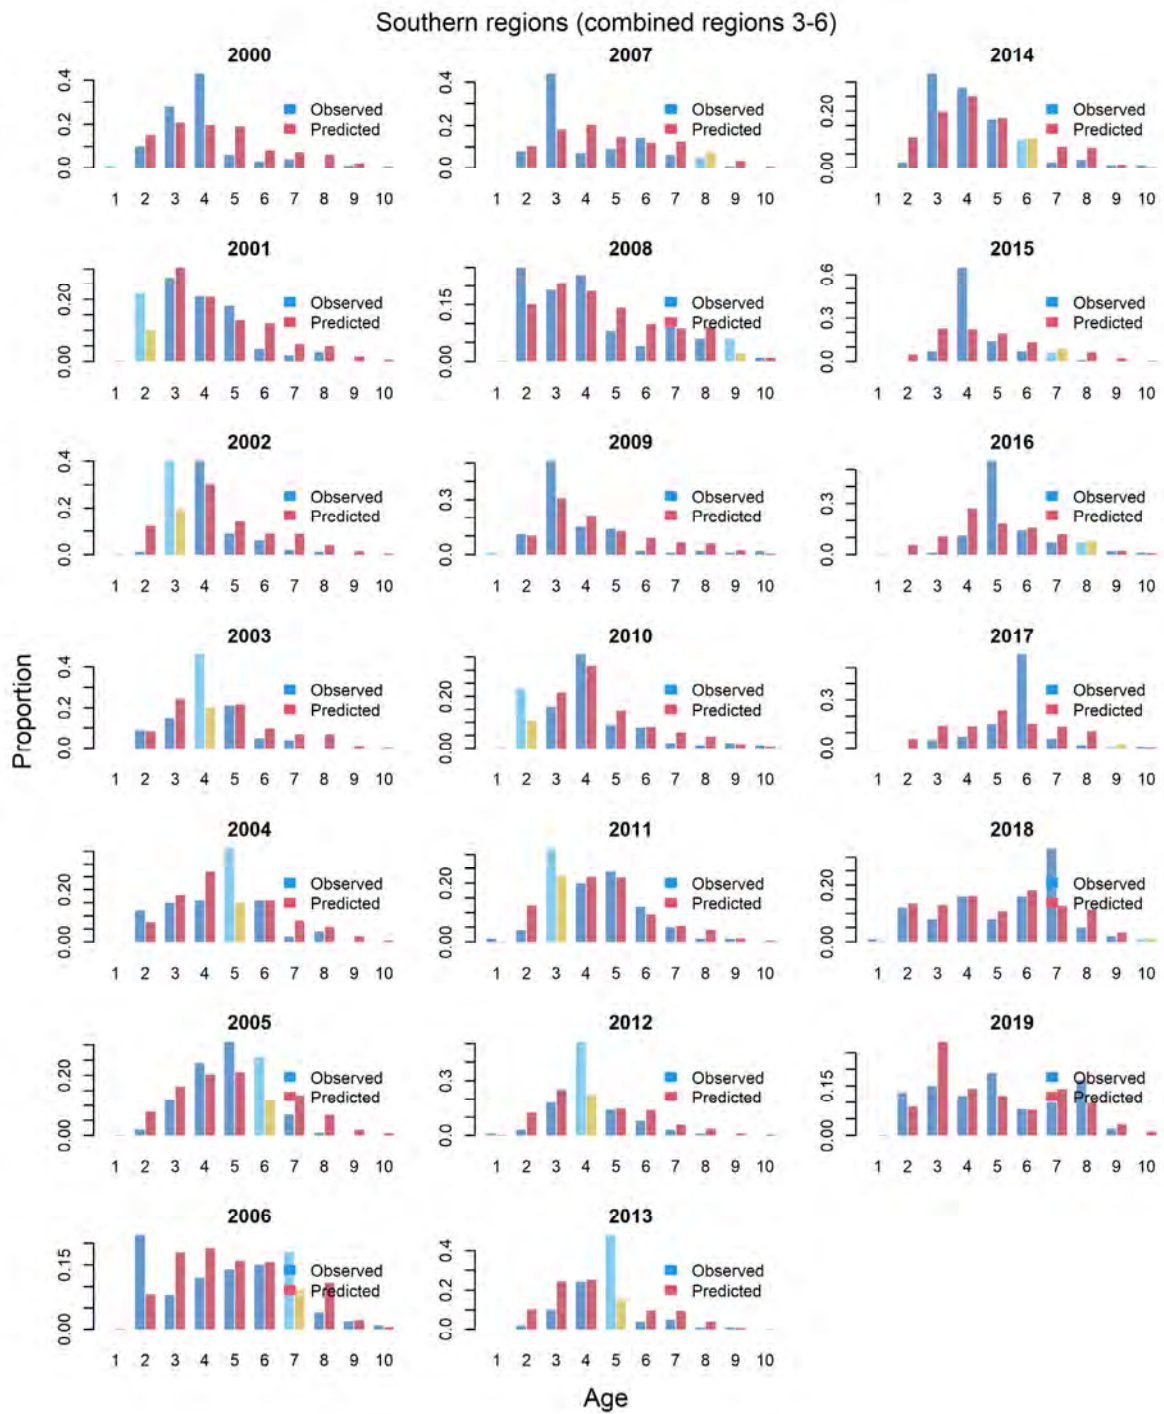 Southern regions (combined regions 3-6)
Proportion
2000
0.4
0.2
0.0
Observed
Predicted
1 2 3 4 5 6 7 8 9 10
2001
0.20
0.00
Observed
Predicted
1 2 3 4 5 6 7 8 9 10
2002
0.4
0.2
0.0
Observed
Predicted
1 2 3 4 5 6 7 8 9 10
2003
0.4
0.2
0.0
Observed
Predicted
1 2 3 4 5 6 7 8 9 10
2004
0.20
0.00
Observed
Predicted
1 2 3 4 5 6 7 8 9 10
2005
0.20
0.00
Observed
Predicted
1 2 3 4 5 6 7 8 9 10
2006
0.15
0.00
Observed
Predicted
1 2 3 4 5 6 7 8 9 10
2007
0.4
0.2
0.0
Observed
Predicted
1 2 3 4 5 6 7 8 9 10
2008
0.15
0.00
Observed
Predicted
1 2 3 4 5 6 7 8 9 10
2009
0.3
0.0
Observed
Predicted
1 2 3 4 5 6 7 8 9 10
2010
0.20
0.00
Observed
Predicted
1 2 3 4 5 6 7 8 9 10
2011
0.20
0.00
Observed
Predicted
1 2 3 4 5 6 7 8 9 10
2012
0.3
0.0
Observed
Predicted
1 2 3 4 5 6 7 8 9 10
2013
0.4
0.2
0.0
Observed
Predicted
1 2 3 4 5 6 7 8 9 10
2014
0.20
0.00
Observed
Predicted
1 2 3 4 5 6 7 8 9 10
2015
0.6
0.3
0.0
Observed
Predicted
1 2 3 4 5 6 7 8 9 10
2016
0.3
0.0
Observed
Predicted
1 2 3 4 5 6 7 8 9 10
2017
0.3
0.0
Observed
Predicted
1 2 3 4 5 6 7 8 9 10
2018
0.20
0.00
Observed
Predicted
1 2 3 4 5 6 7 8 9 10
2019
0.15
0.00
Observed
Predicted
1 2 3 4 5 6 7 8 9 10
Age